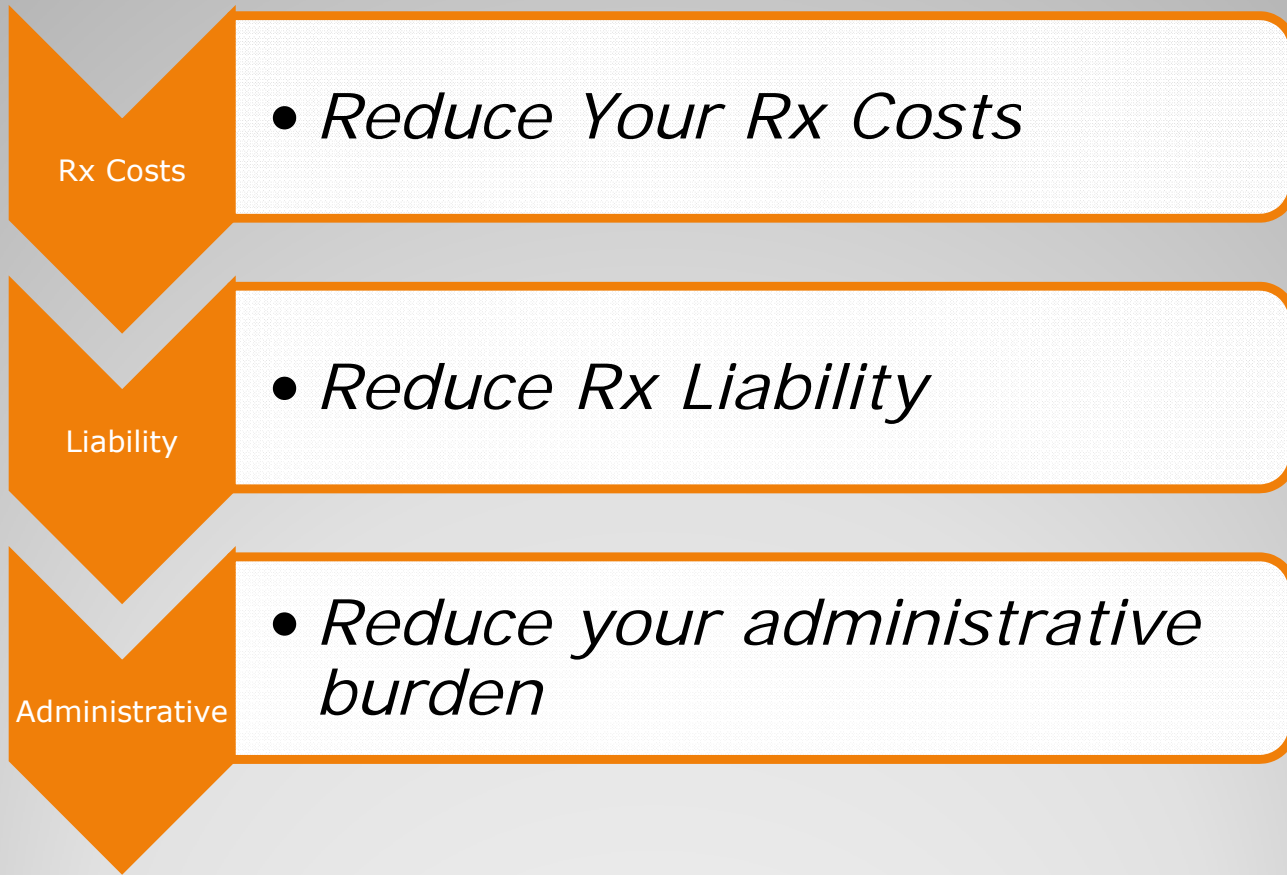 Rx Costs
• Reduce Your Rx Costs
Liability
• Reduce Rx Liability
Administrative
• Reduce your administrative
burden